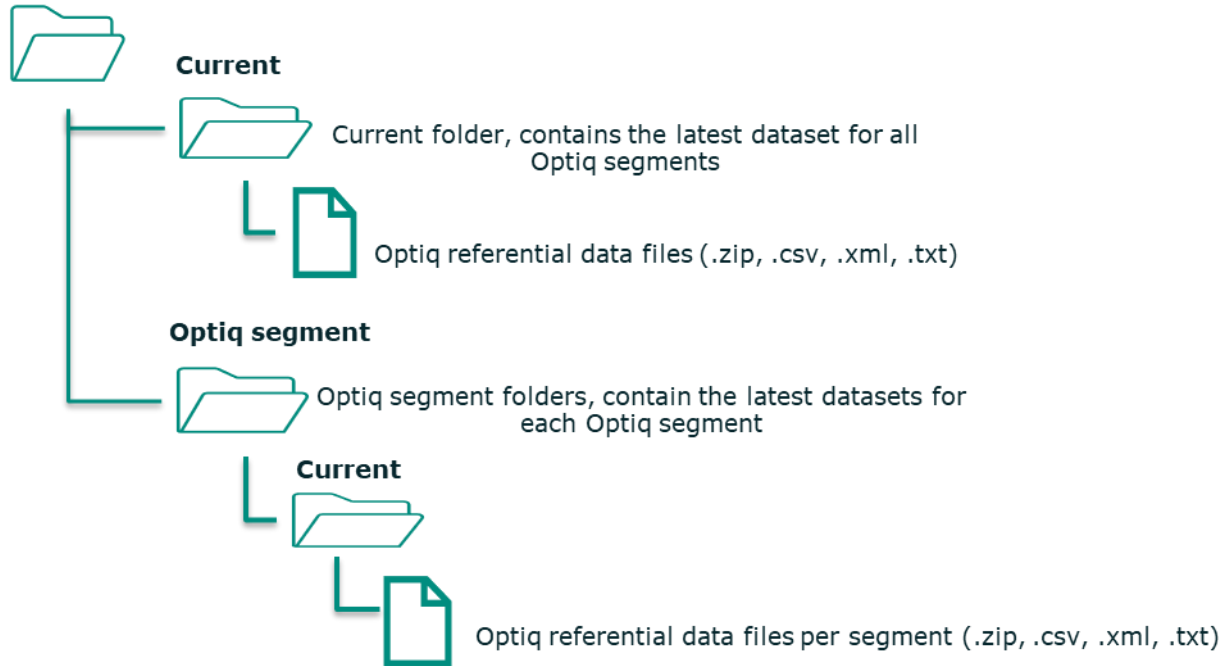 Current
Current folder, contains the latest dataset for all
Optiq segments
Optiq referential data files (.zip, .csv, .xml, .txt)
Optiq segment
Optiq segment folders, contain the latest datasets for
each Optiq segment
Current
Optiq referential data files per segment (.zip, .csv, .xml, .txt)